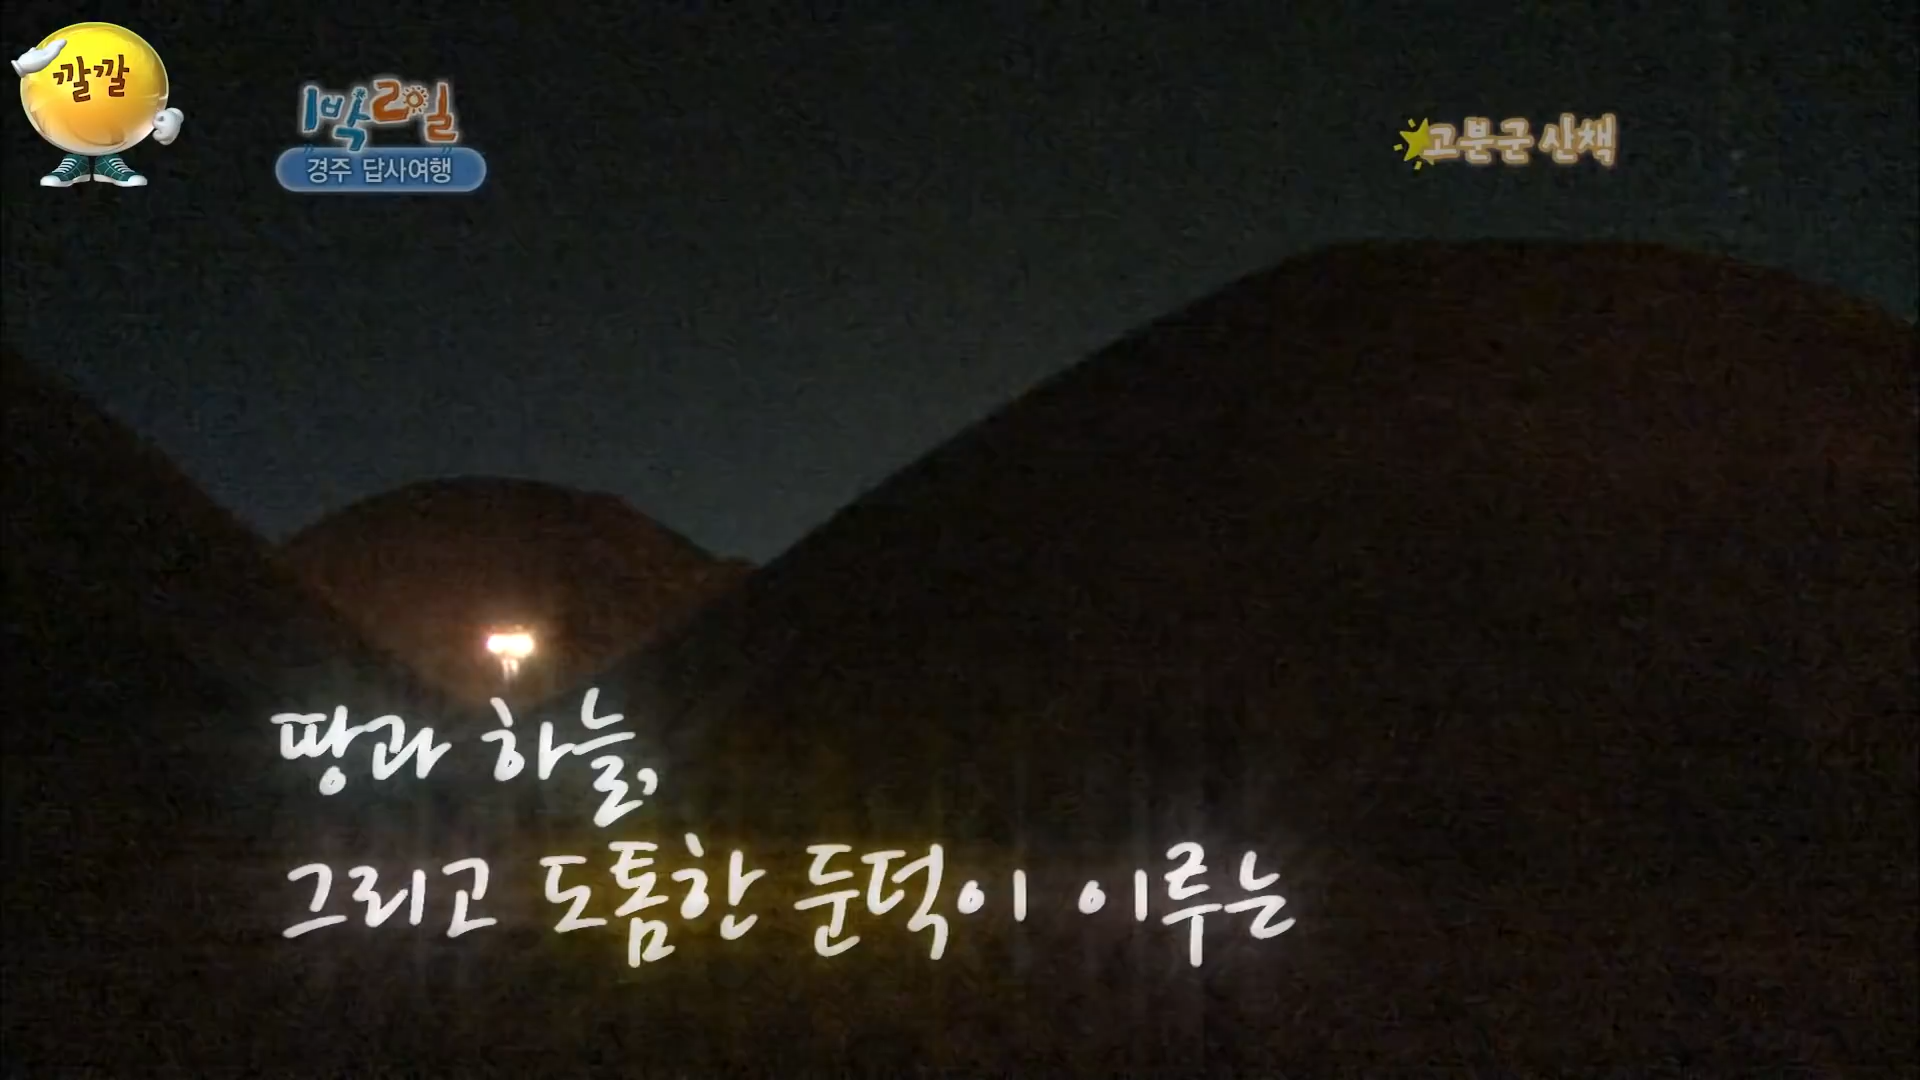 깔깔
1박2일
경주 답사여행
고분군 산책
땅과 하늘,
그리고 도톰한 둔덕이 이루는